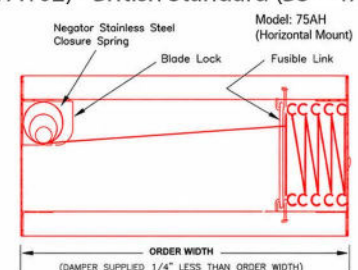 British Standard (BS
Negator Stainless Steel
Closure Spring
Model: 75AH
(Horizontal Mount)
Blade Lock
Fusible Link
ORDER WIDTH
(DAMPER SUPPLIED 1/4" LESS THAN ORDER WIDTH)